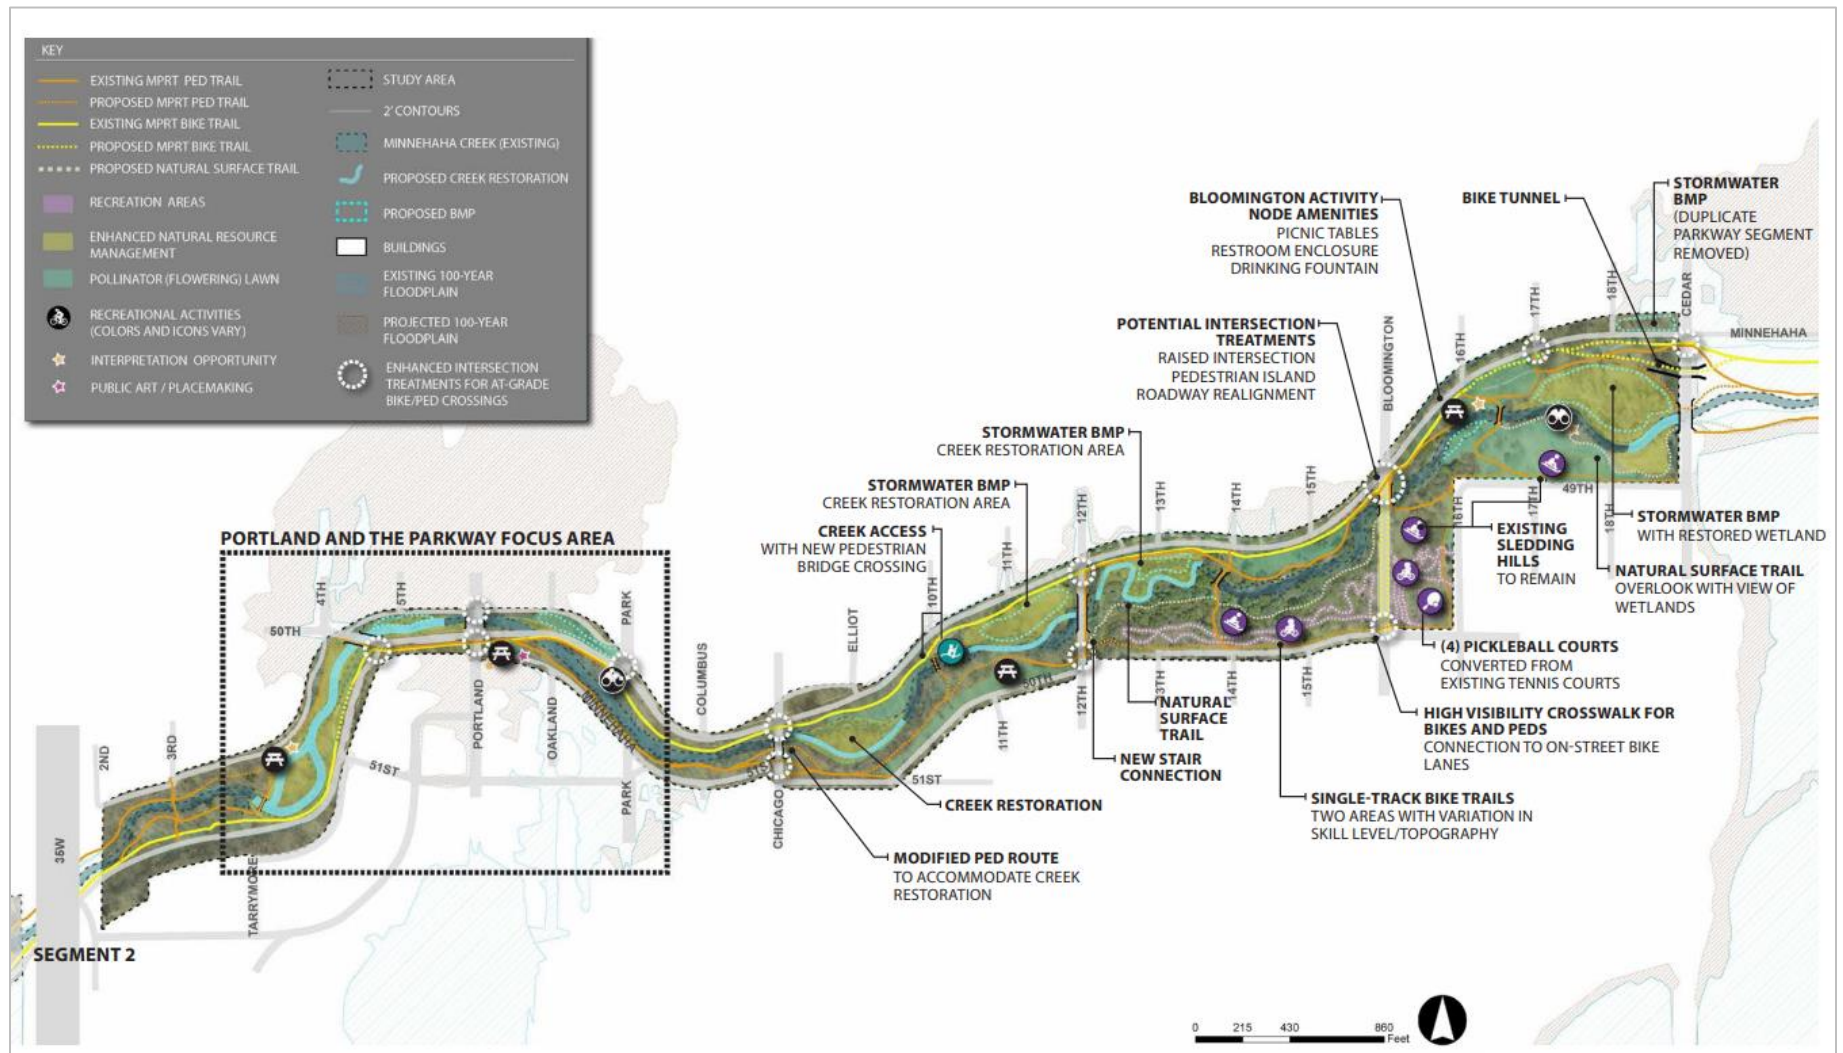 KEY
EXISTING MPRT PED TRAIL
PROPOSED MPRT PED TRAIL
EXISTING MPRT BIKE TRAIL
PROPOSED MPRT BIKE TRAIL
PROPOSED NATURAL SURFACE TRAIL
RECREATION AREAS
ENHANCED NATURAL RESOURCE
MANAGEMENT
POLLINATOR (FLOWERING) LAWN
RECREATIONAL ACTIVITIES
(COLORS AND ICONS VARY)
INTERPRETATION OPPORTUNITY
PUBLIC ART / PLACEMAKING
STUDY AREA
2' CONTOURS
MINNEHAHA CREEK (EXISTING)
PROPOSED CREEK RESTORATION
PROPOSED BMP
BUILDINGS
EXISTING 100-YEAR
FLOODPLAIN
PROJECTED 100-YEAR
FLOODPLAIN
ENHANCED INTERSECTION
TREATMENTS FOR AT-GRADE
BIKE/PED CROSSINGS
PORTLAND AND THE PARKWAY FOCUS AREA
50TH
4TH
5TH
PORTLAND
OAKLAND
PARK
PARK
MINNEHAHA
COLUMBUS
2ND
3RD
51ST
35W
TARRYMORE
SEGMENT 2
CHICAGO
51ST
51ST
ELLIOT
10TH
11TH
11TH
50TH
12TH
12TH
13TH
13TH
14TH
14TH
15TH
15TH
BLOOMINGTON
16TH
16TH
17TH
17TH
18TH
18TH
49TH
CEDAR
MINNEHAHA
CREEK ACCESS
WITH NEW PEDESTRIAN
BRIDGE CROSSING
STORMWATER BMP
CREEK RESTORATION AREA
STORMWATER BMP
CREEK RESTORATION AREA
POTENTIAL INTERSECTION
TREATMENTS
RAISED INTERSECTION
PEDESTRIAN ISLAND
ROADWAY REALIGNMENT
BLOOMINGTON ACTIVITY
NODE AMENITIES
PICNIC TABLES
RESTROOM ENCLOSURE
DRINKING FOUNTAIN
BIKE TUNNEL
STORMWATER
BMP
(DUPLICATE
PARKWAY SEGMENT
REMOVED)
STORMWATER BMP
WITH RESTORED WETLAND
NATURAL SURFACE TRAIL
OVERLOOK WITH VIEW OF
WETLANDS
EXISTING
SLEDDING
HILLS
TO REMAIN
(4) PICKLEBALL COURTS
CONVERTED FROM
EXISTING TENNIS COURTS
HIGH VISIBILITY CROSSWALK FOR
BIKES AND PEDS
CONNECTION TO ON-STREET BIKE
LANES
SINGLE-TRACK BIKE TRAILS
TWO AREAS WITH VARIATION IN
SKILL LEVEL/TOPOGRAPHY
NATURAL
SURFACE
TRAIL
NEW STAIR
CONNECTION
CREEK RESTORATION
MODIFIED PED ROUTE
TO ACCOMMODATE CREEK
RESTORATION
0 215 430 860
Feet